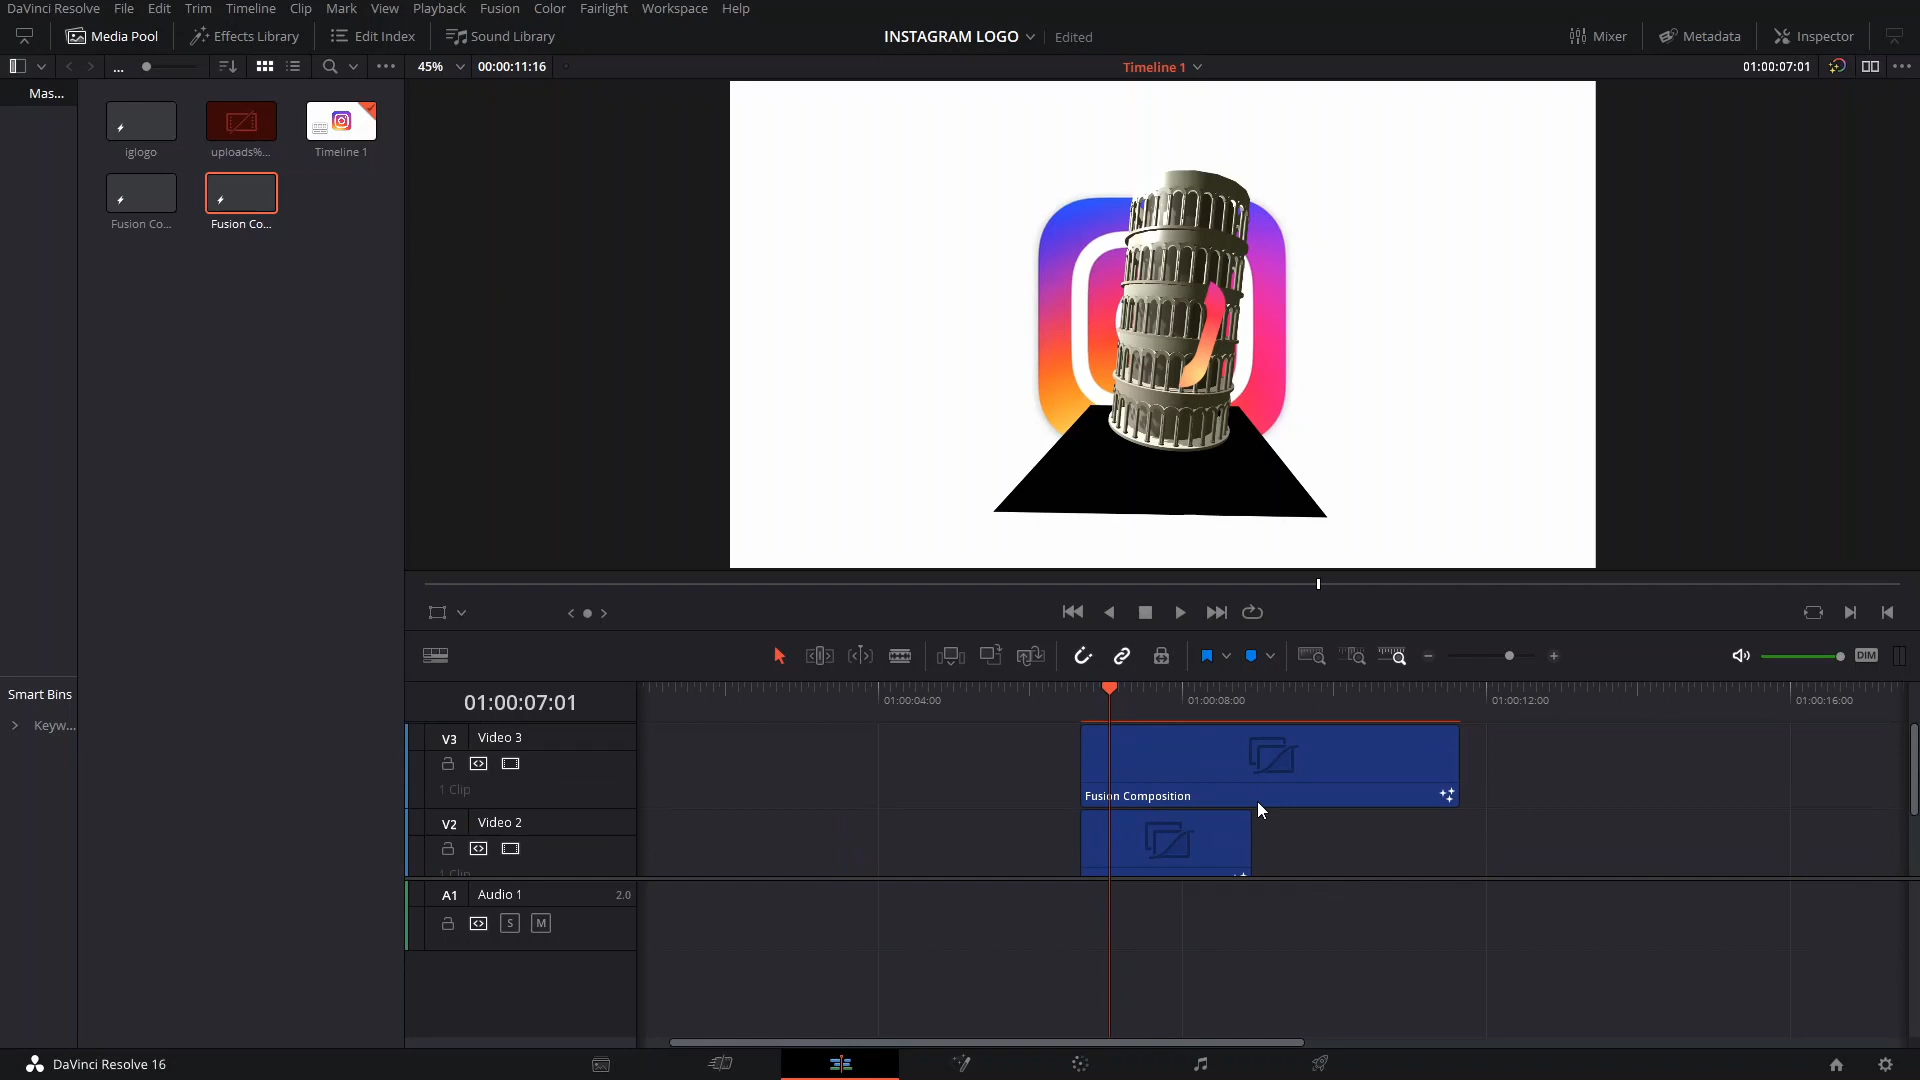 DaVinci Resolve File Edit Trim Timeline Clip Mark View Playback Fusion Color Fairlight Workspace Help
Media Pool Effects Library Edit Index Sound Library INSTAGRAM LOGO Edited Mixer Metadata Inspector
... 45% 00:00:11:16 Timeline 1 01:00:07:01
Mas...
iglogo uploads%... Timeline 1
Fusion Co... Fusion Co...
DIM
Smart Bins
Keyw...
01:00:07:01 01:00:04:00 01:00:08:00 01:00:12:00 01:00:16:00
V3 Video 3
1 Clip
Fusion Composition
V2 Video 2
1 Clip
A1 Audio 1 2.0
S M
DaVinci Resolve 16